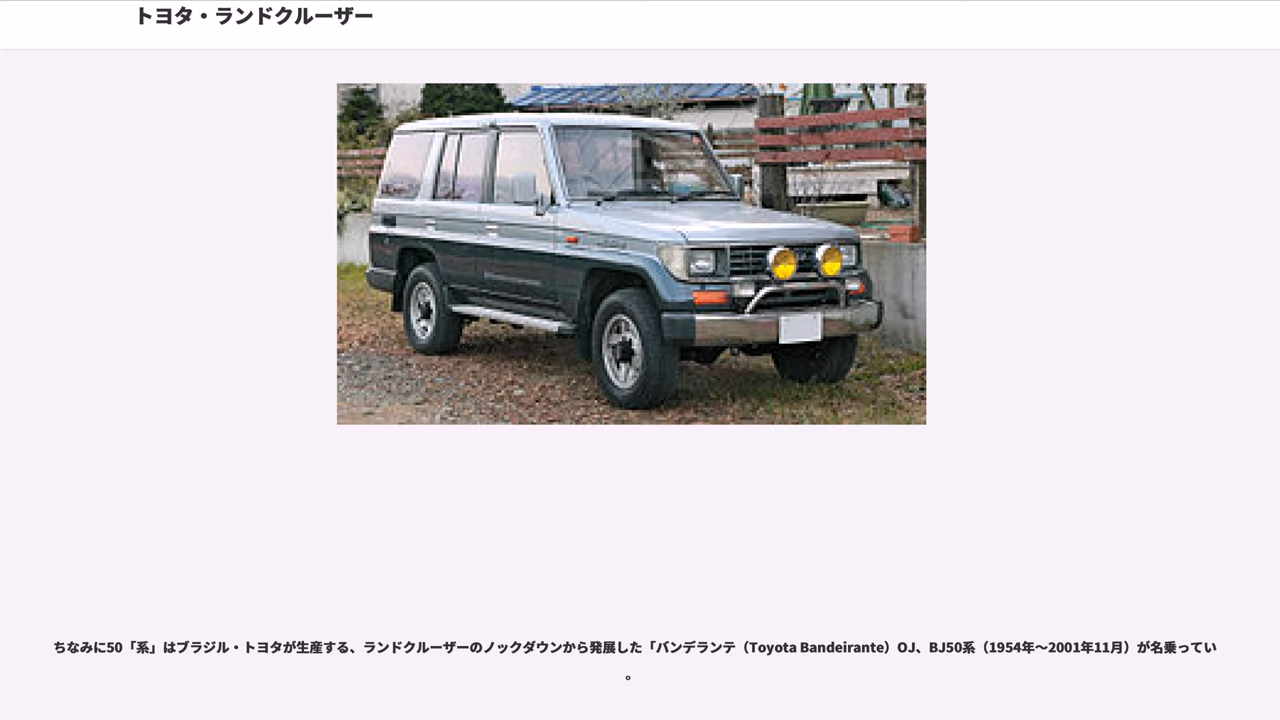 トヨタ・ランドクルーザー
ちなみに50「系」はブラジル・トヨタが生産する、ランドクルーザーのノックダウンから発展した「バンデランテ（Toyota Bandeirante）OJ、BJ50系（1954年～2001年11月）が名乗ってい
。